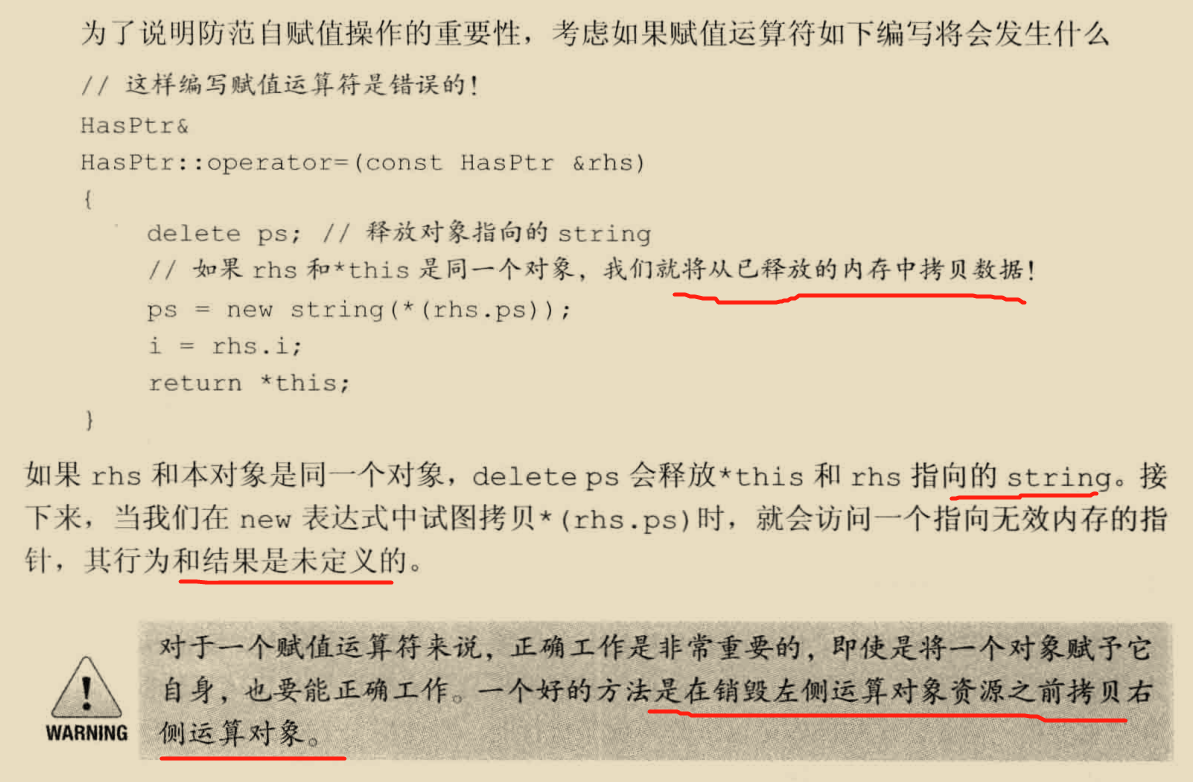 为了说明防范自赋值操作的重要性，考虑如果赋值运算符如下编写将会发生什么
// 这样编写赋值运算符是错误的！
HasPtr&
HasPtr::operator=(const HasPtr &rhs)
{
delete ps; // 释放对象指向的 string
// 如果 rhs 和*this 是同一个对象，我们就将从已释放的内存中拷贝数据！
ps = new string(*(rhs.ps));
i = rhs.i;
return *this;
}
如果 rhs 和本对象是同一个对象，delete ps 会释放*this 和 rhs 指向的 string。接
下来，当我们在 new 表达式中试图拷贝*(rhs.ps)时，就会访问一个指向无效内存的指
针，其行为和结果是未定义的。
对于一个赋值运算符来说，正确工作是非常重要的，即使是将一个对象赋予它
自身，也要能正确工作。一个好的方法是在销毁左侧运算对象资源之前拷贝右
侧运算对象。
WARNING